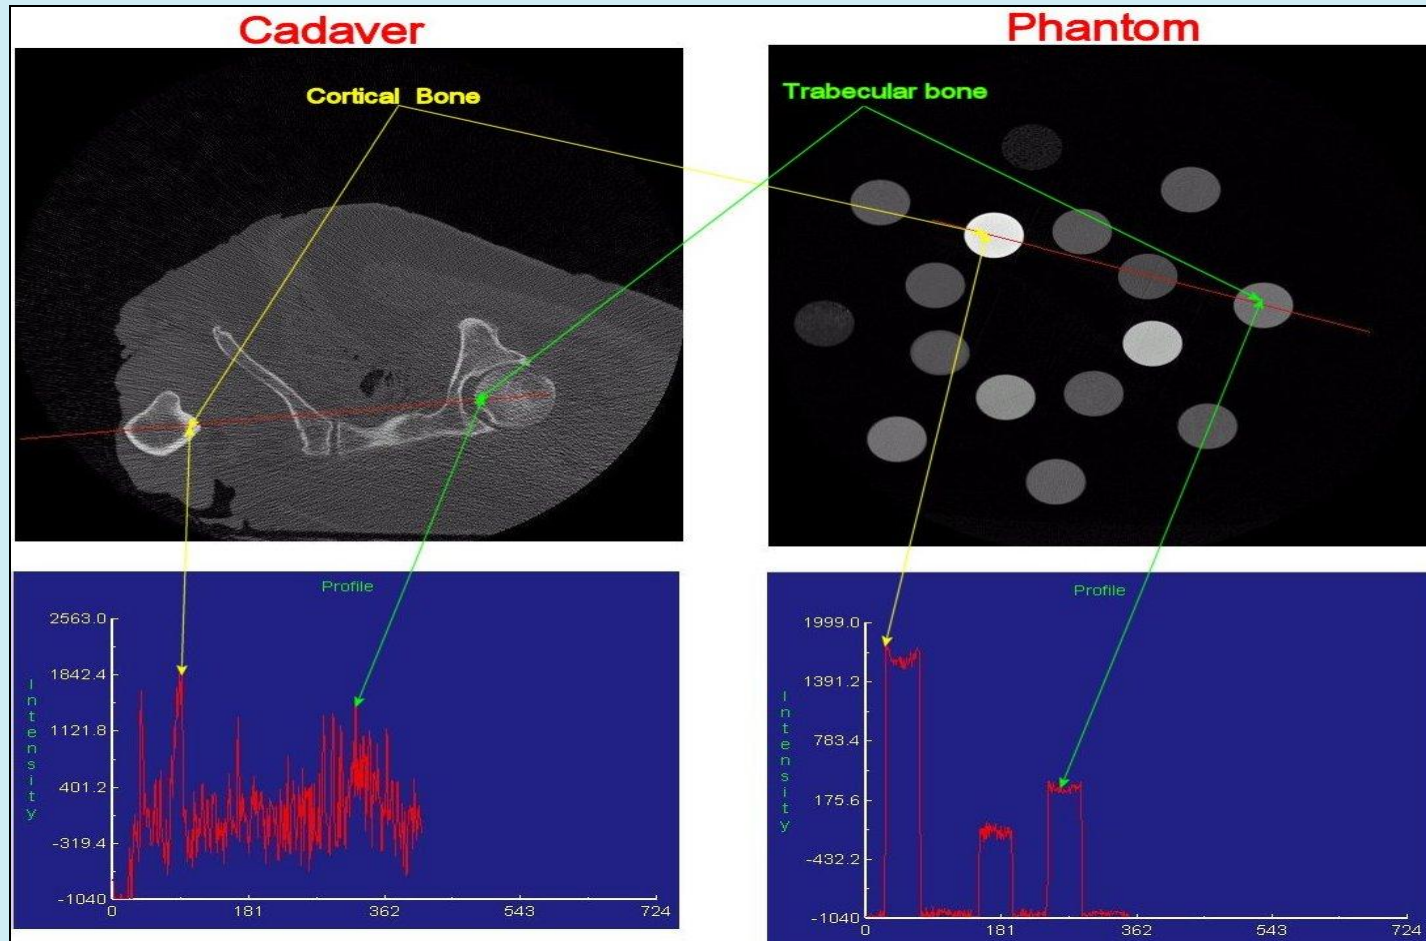 Cadaver
Phantom
Cortical Bone
Trabecular bone
Profile
2563.0
1842.4
1121.8
401.2
-319.4
-1040
Intensity
0 181 362 543 724
Profile
1999.0
1391.2
783.4
175.6
-432.2
-1040
Intensity
0 181 362 543 724